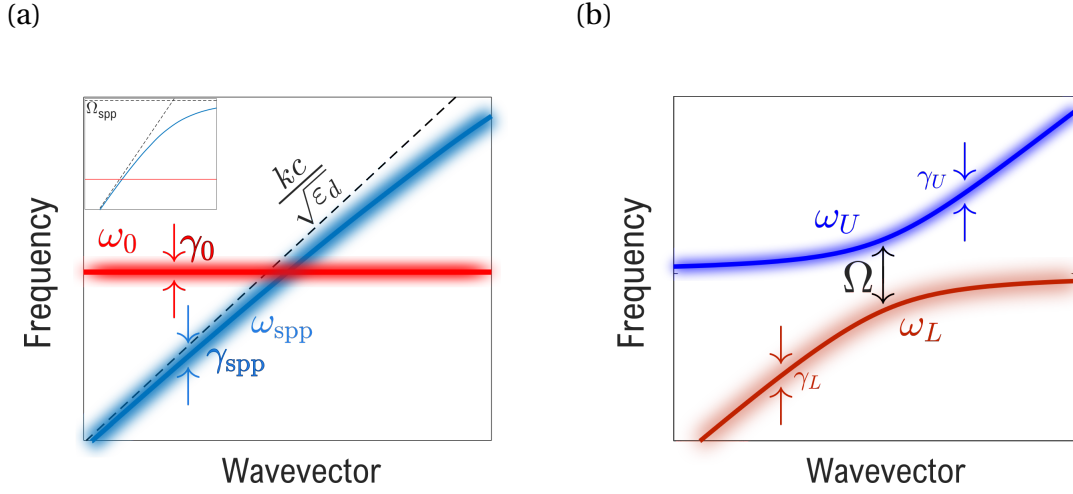 (a)
(b)
Ω_spp
kc/√ε_d
ω_0
γ_0
ω_spp
γ_spp
Frequency
Wavevector
γ_U
ω_U
Ω
ω_L
γ_L
Frequency
Wavevector